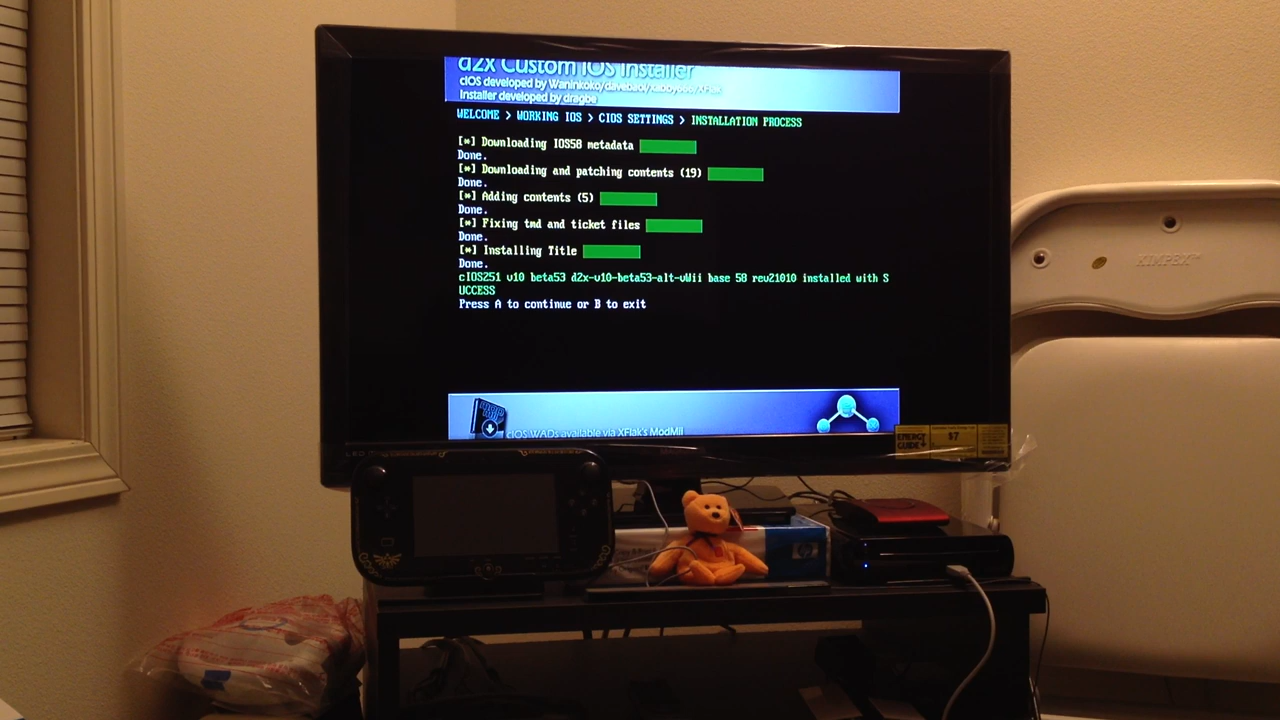 d2x Custom IOS Installer
cIOS developed by Waninkoko/davebaol/xabby666/XFlak
Installer developed by dragbe
WELCOME > WORKING IOS > CIOS SETTINGS > INSTALLATION PROCESS
[*] Downloading IOS58 metadata
Done.
[*] Downloading and patching contents (19)
Done.
[*] Adding contents (5)
Done.
[*] Fixing tmd and ticket files
Done.
[*] Installing Title
Done.
cIOS251 v10 beta53 d2x-v10-beta53-alt-vWii base 58 rev21010 installed with S
UCCESS
Press A to continue or B to exit
cIOS WADs available via XFlak's ModMii
ENERGY
GUIDE
$7
KIMPEX
hp